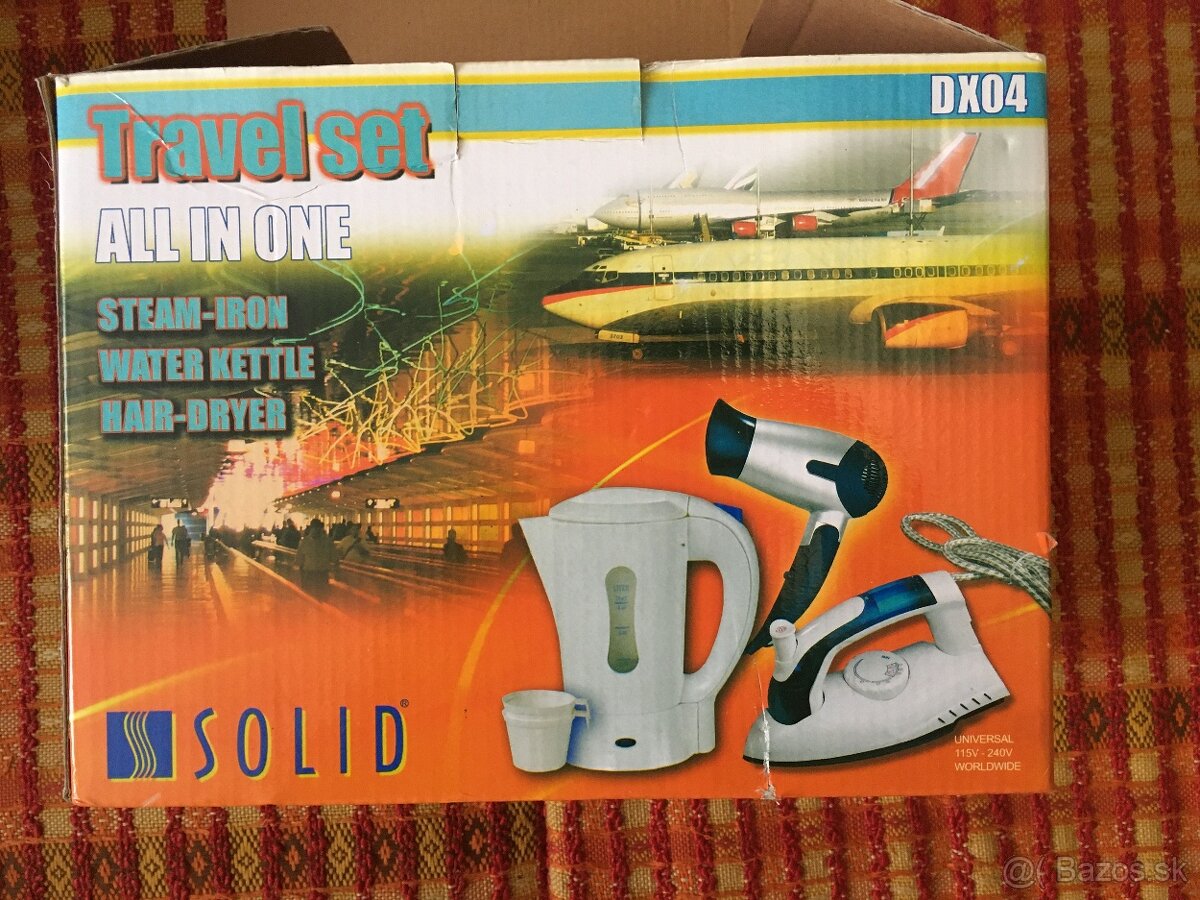 DX04
Travel set
ALL IN ONE
STEAM-IRON
WATER KETTLE
HAIR-DRYER
3703
SOLID®
UNIVERSAL
115V - 240V
WORLDWIDE
@ Bazos.sk